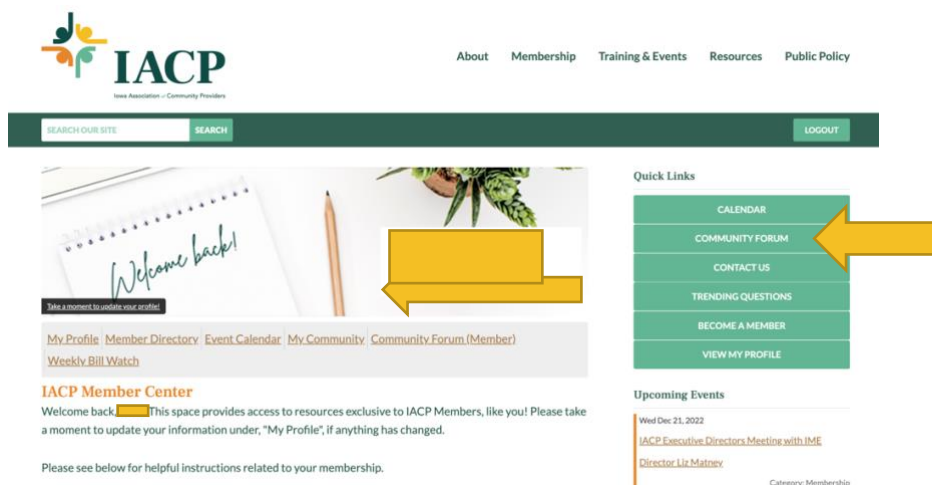 IACP
Iowa Association of Community Providers
About Membership Training & Events Resources Public Policy
SEARCH OUR SITE SEARCH LOGOUT
Welcome back!
Take a moment to update your profile!
My Profile Member Directory Event Calendar My Community Community Forum (Member)
Weekly Bill Watch
IACP Member Center
Welcome back, This space provides access to resources exclusive to IACP Members, like you! Please take
a moment to update your information under, "My Profile", if anything has changed.
Please see below for helpful instructions related to your membership.
Quick Links
CALENDAR
COMMUNITY FORUM
CONTACT US
TRENDING QUESTIONS
BECOME A MEMBER
VIEW MY PROFILE
Upcoming Events
Wed Dec 21, 2022
IACP Executive Directors Meeting with IME
Director Liz Matney
Category: Membership